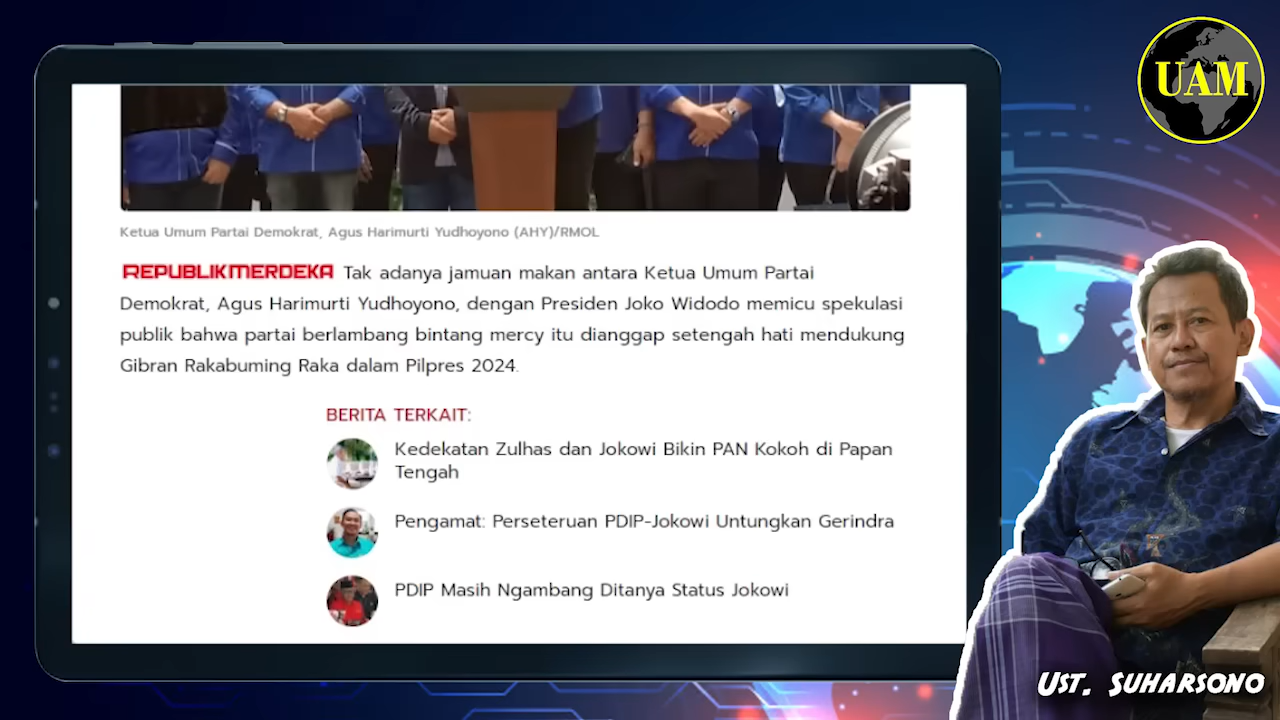 UAM
Ketua Umum Partai Demokrat, Agus Harimurti Yudhoyono (AHY)/RMOL
REPUBLIKMERDEKA Tak adanya jamuan makan antara Ketua Umum Partai
Demokrat, Agus Harimurti Yudhoyono, dengan Presiden Joko Widodo memicu spekulasi
publik bahwa partai berlambang bintang mercy itu dianggap setengah hati mendukung
Gibran Rakabuming Raka dalam Pilpres 2024.
BERITA TERKAIT:
Kedekatan Zulhas dan Jokowi Bikin PAN Kokoh di Papan
Tengah
Pengamat: Perseteruan PDIP-Jokowi Untungkan Gerindra
PDIP Masih Ngambang Ditanya Status Jokowi
Ust. Suharsono